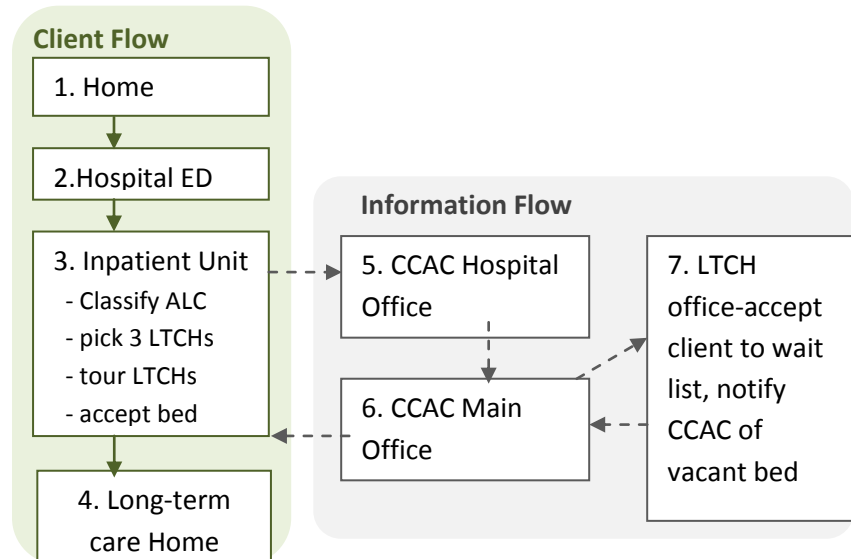 Client Flow
1. Home
2.Hospital ED
3. Inpatient Unit
- Classify ALC
- pick 3 LTCHs
- tour LTCHs
- accept bed
4. Long-term
care Home
Information Flow
5. CCAC Hospital
Office
6. CCAC Main
Office
7. LTCH
office-accept
client to wait
list, notify
CCAC of
vacant bed